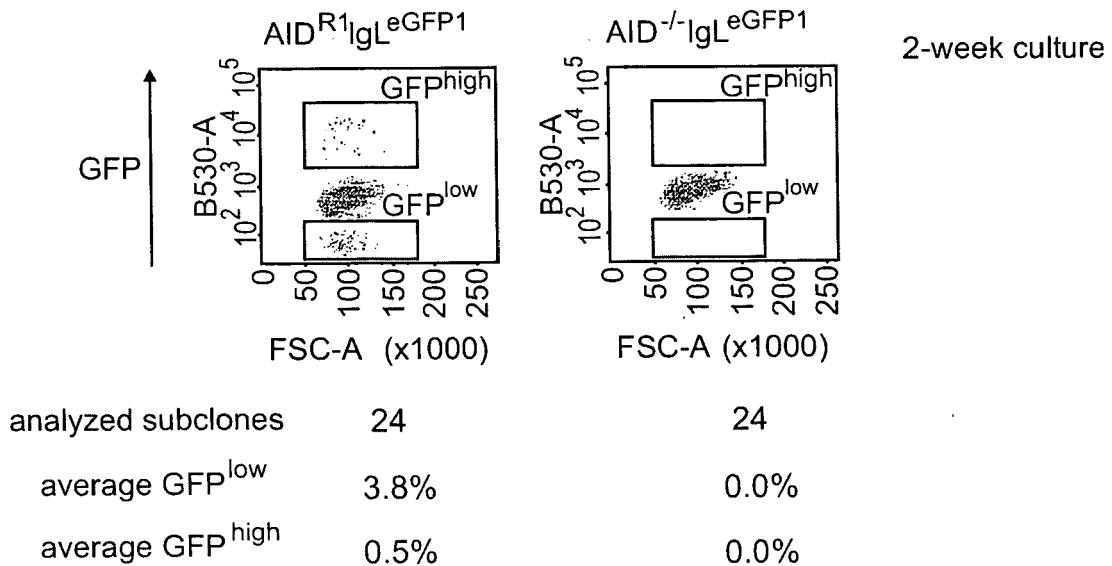 AID^R1 IgL^eGFP1
AID^-/- IgL^eGFP1
2-week culture
GFP
B530-A
10^5
10^4
10^3
10^2
GFP^high
GFP^low
0
50
100
150
200
250
FSC-A (x1000)
B530-A
10^5
10^4
10^3
10^2
GFP^high
GFP^low
0
50
100
150
200
250
FSC-A (x1000)
analyzed subclones 24 24
average GFP^low 3.8% 0.0%
average GFP^high 0.5% 0.0%